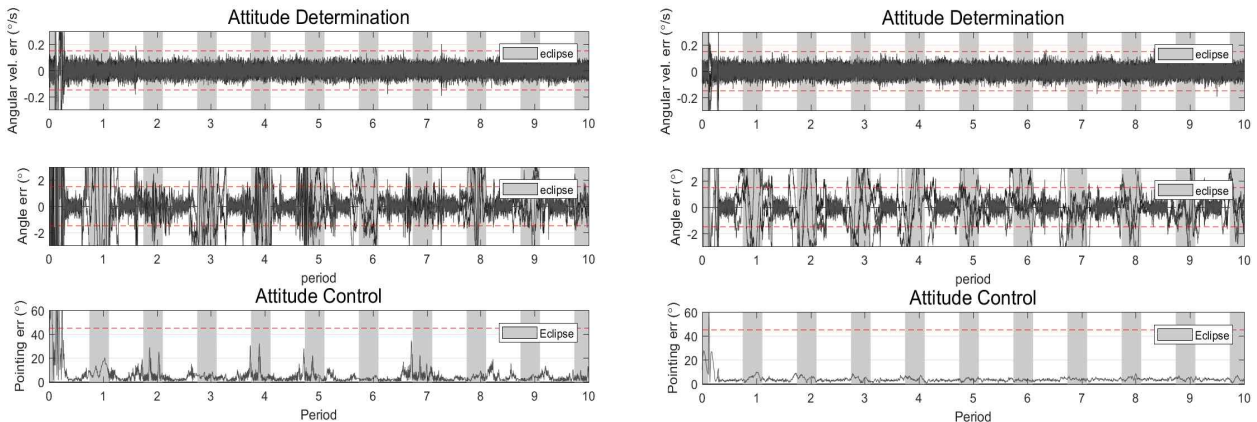 Attitude Determination
Angular vel. err (°/s)
0.2
0
-0.2
eclipse
0 1 2 3 4 5 6 7 8 9 10
Angle err (°)
2
0
-2
eclipse
0 1 2 3 4 5 6 7 8 9 10
period
Attitude Control
Pointing err (°)
60
40
20
0
Eclipse
0 1 2 3 4 5 6 7 8 9 10
Period
Attitude Determination
Angular vel. err (°/s)
0.2
0
-0.2
eclipse
0 1 2 3 4 5 6 7 8 9 10
Angle err (°)
2
0
-2
eclipse
0 1 2 3 4 5 6 7 8 9 10
period
Attitude Control
Pointing err (°)
60
40
20
0
Eclipse
0 1 2 3 4 5 6 7 8 9 10
Period